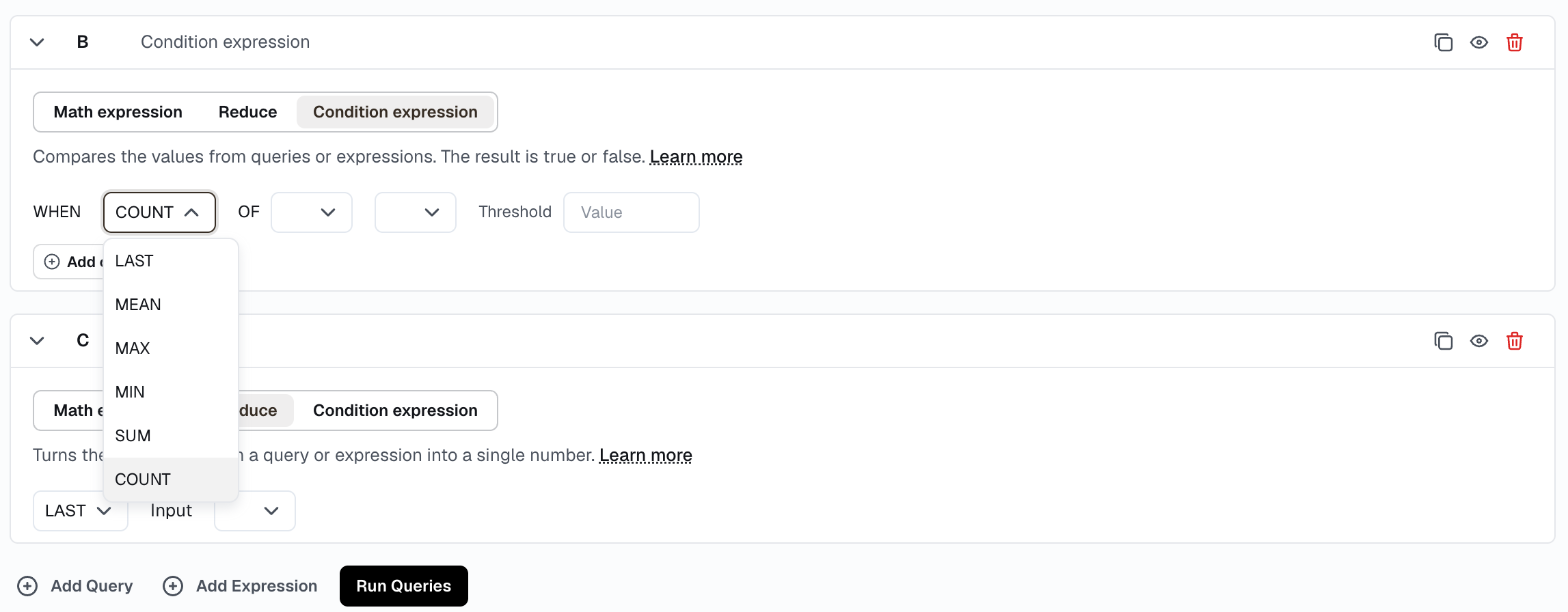 B Condition expression
Math expression Reduce Condition expression
Compares the values from queries or expressions. The result is true or false. Learn more
WHEN COUNT OF Threshold Value
Add
LAST
MEAN
MAX
MIN
SUM
COUNT
C
Math Condition expression
Turns the a query or expression into a single number. Learn more
LAST Input
Add Query Add Expression Run Queries